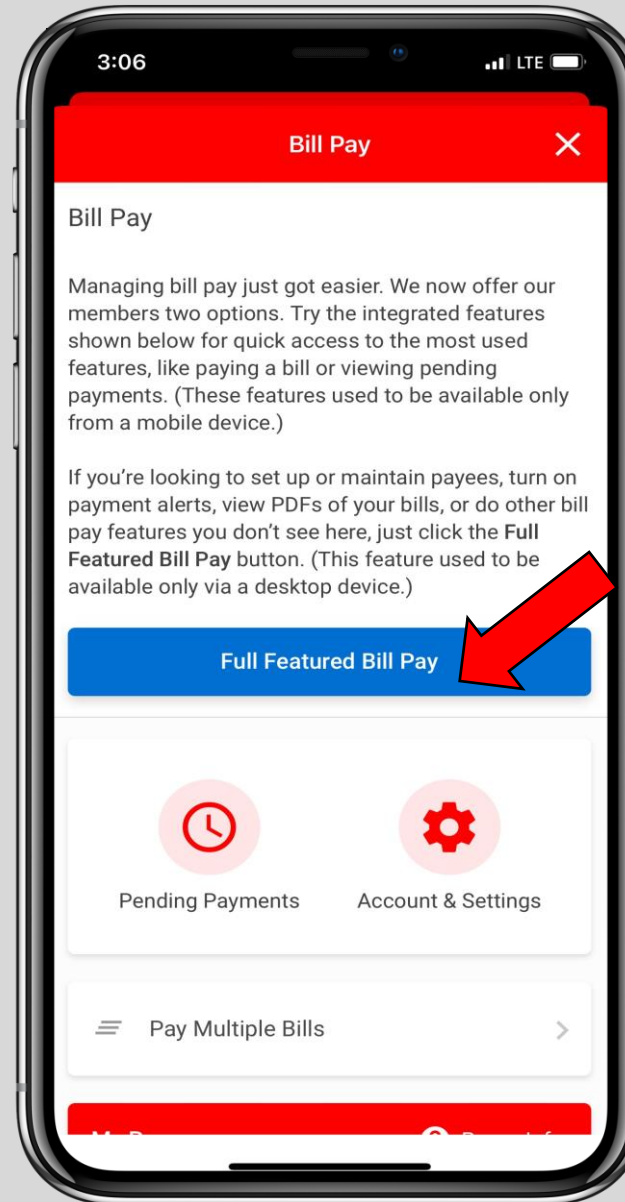 3:06
LTE
Bill Pay
Bill Pay
Managing bill pay just got easier. We now offer our
members two options. Try the integrated features
shown below for quick access to the most used
features, like paying a bill or viewing pending
payments. (These features used to be available only
from a mobile device.)
If you’re looking to set up or maintain payees, turn on
payment alerts, view PDFs of your bills, or do other bill
pay features you don’t see here, just click the Full
Featured Bill Pay button. (This feature used to be
available only via a desktop device.)
Full Featured Bill Pay
Pending Payments
Account & Settings
Pay Multiple Bills